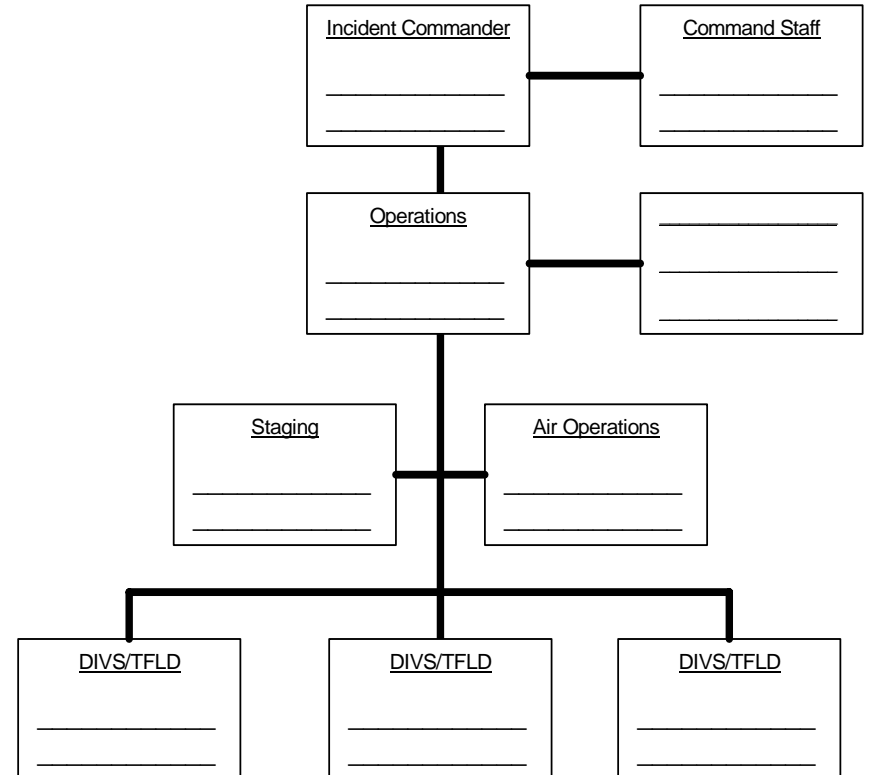 Incident Commander
Command Staff
Operations
Staging
Air Operations
DIVS/TFLD
DIVS/TFLD
DIVS/TFLD